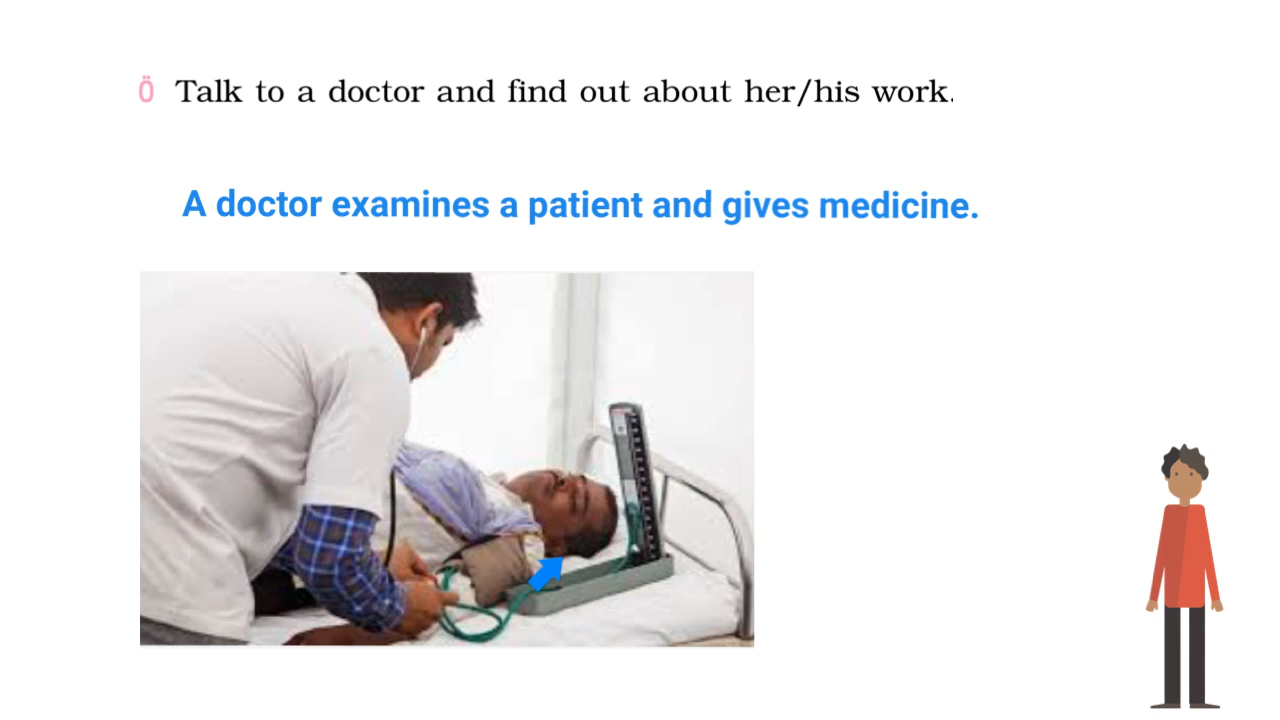 Ö Talk to a doctor and find out about her/his work.
A doctor examines a patient and gives medicine.